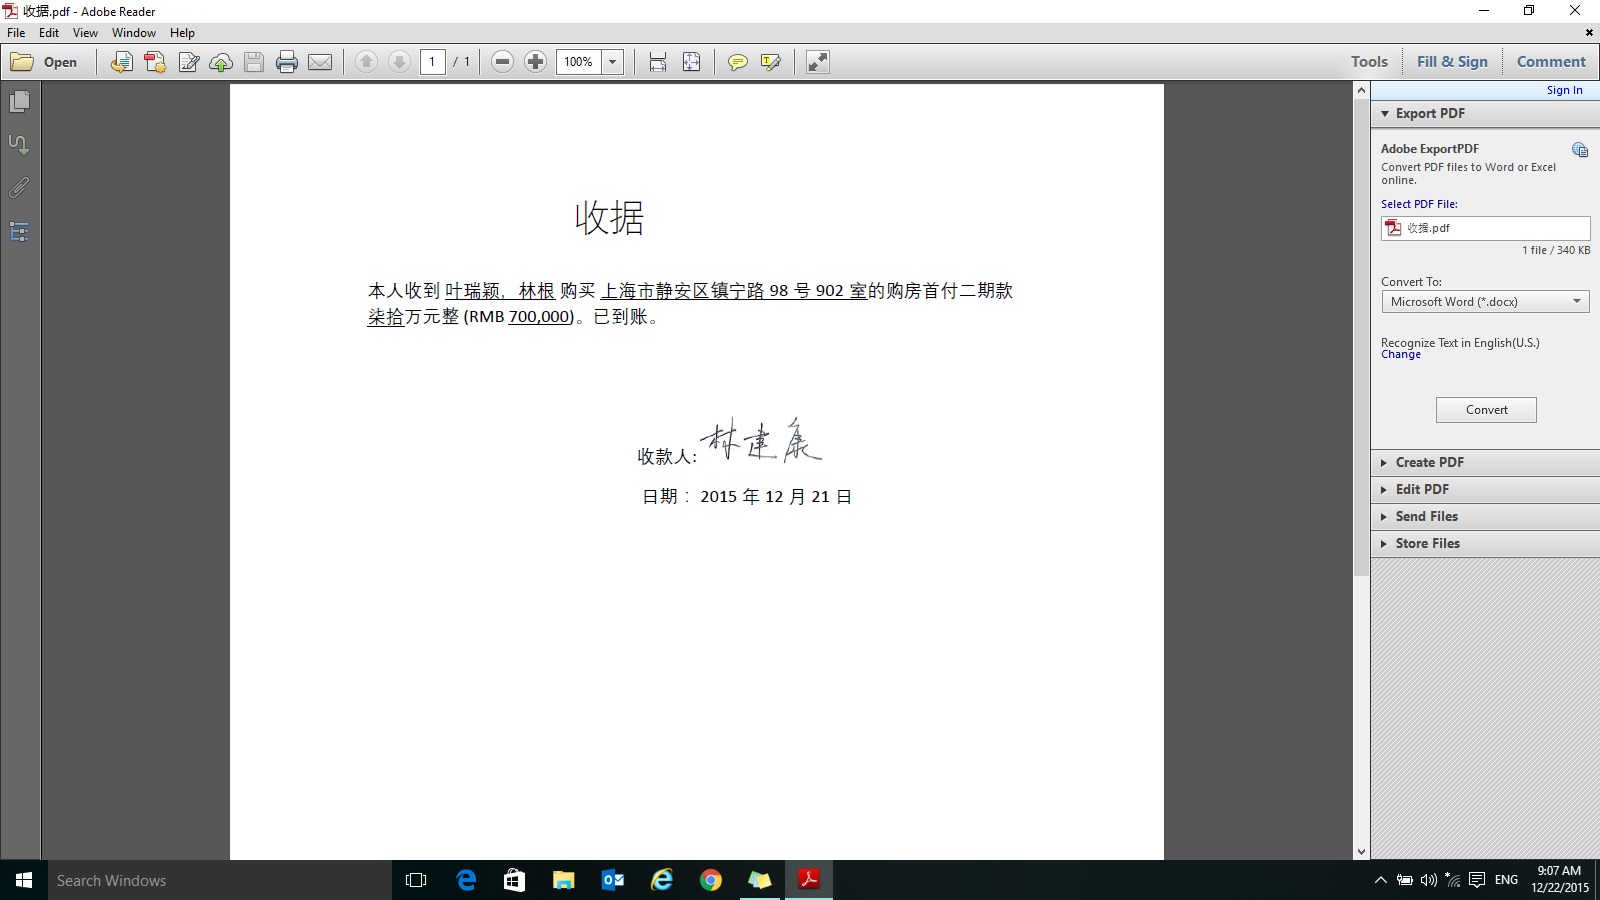 收据.pdf - Adobe Reader
File Edit View Window Help
Open 1 / 1 100% Tools Fill & Sign Comment
Sign In
Export PDF
Adobe ExportPDF
Convert PDF files to Word or Excel
online.
Select PDF File:
收据.pdf
1 file / 340 KB
Convert To:
Microsoft Word (*.docx)
Recognize Text in English(U.S.)
Change
Convert
Create PDF
Edit PDF
Send Files
Store Files
收据
本人收到 叶瑞颖，林根 购买 上海市静安区镇宁路 98 号 902 室的购房首付二期款
柒拾万元整 (RMB 700,000)。已到账。
收款人: 林建康
日期： 2015 年 12 月 21 日
Search Windows
ENG
9:07 AM
12/22/2015